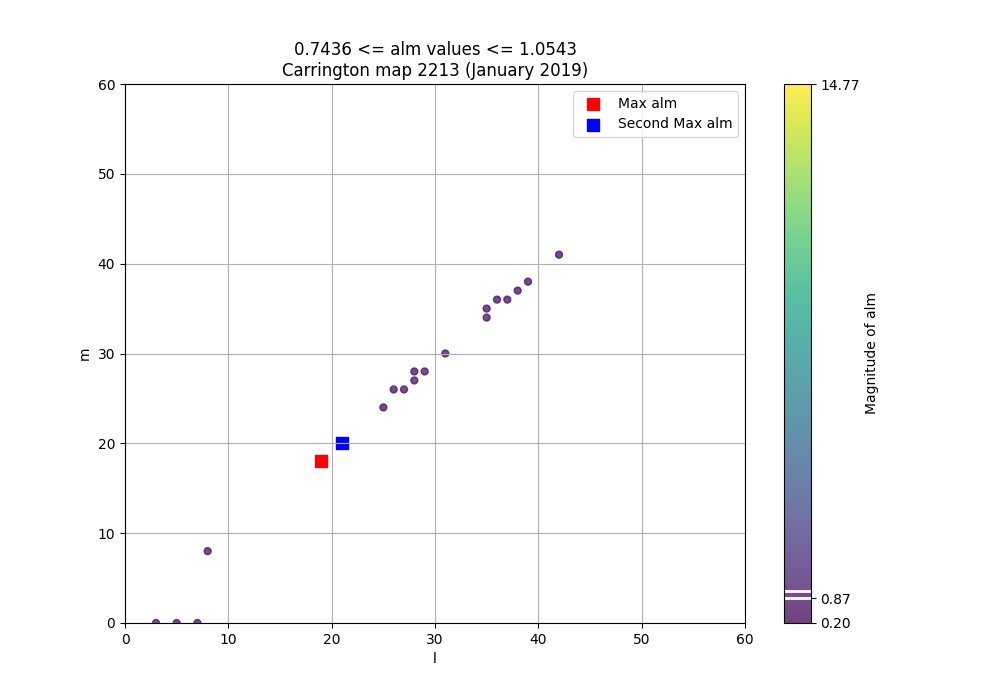 0.7436 <= alm values <= 1.0543
Carrington map 2213 (January 2019)
Max alm
Second Max alm
60
50
40
30
20
10
0
m
0 10 20 30 40 50 60
l
14.77
0.87
0.20
Magnitude of alm